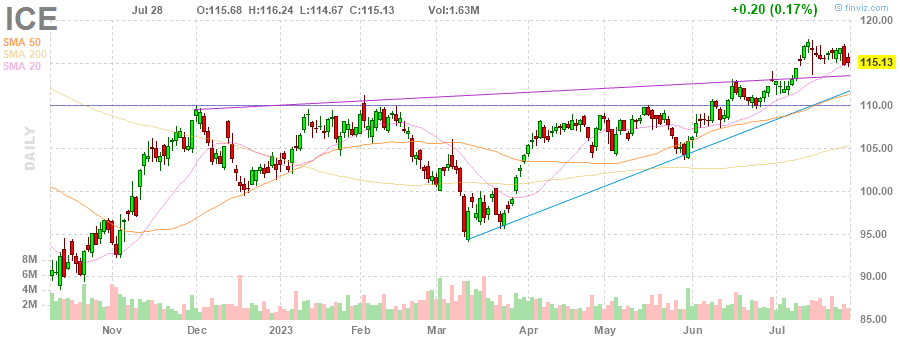 ICE Jul 28 O:115.68 H:116.24 L:114.67 C:115.13 Vol:1.63M +0.20 (0.17%) finviz.com
SMA 50
SMA 200
SMA 20
DAILY
120.00
115.13
110.00
105.00
100.00
95.00
90.00
85.00
8M
6M
4M
2M
Nov Dec 2023 Feb Mar Apr May Jun Jul